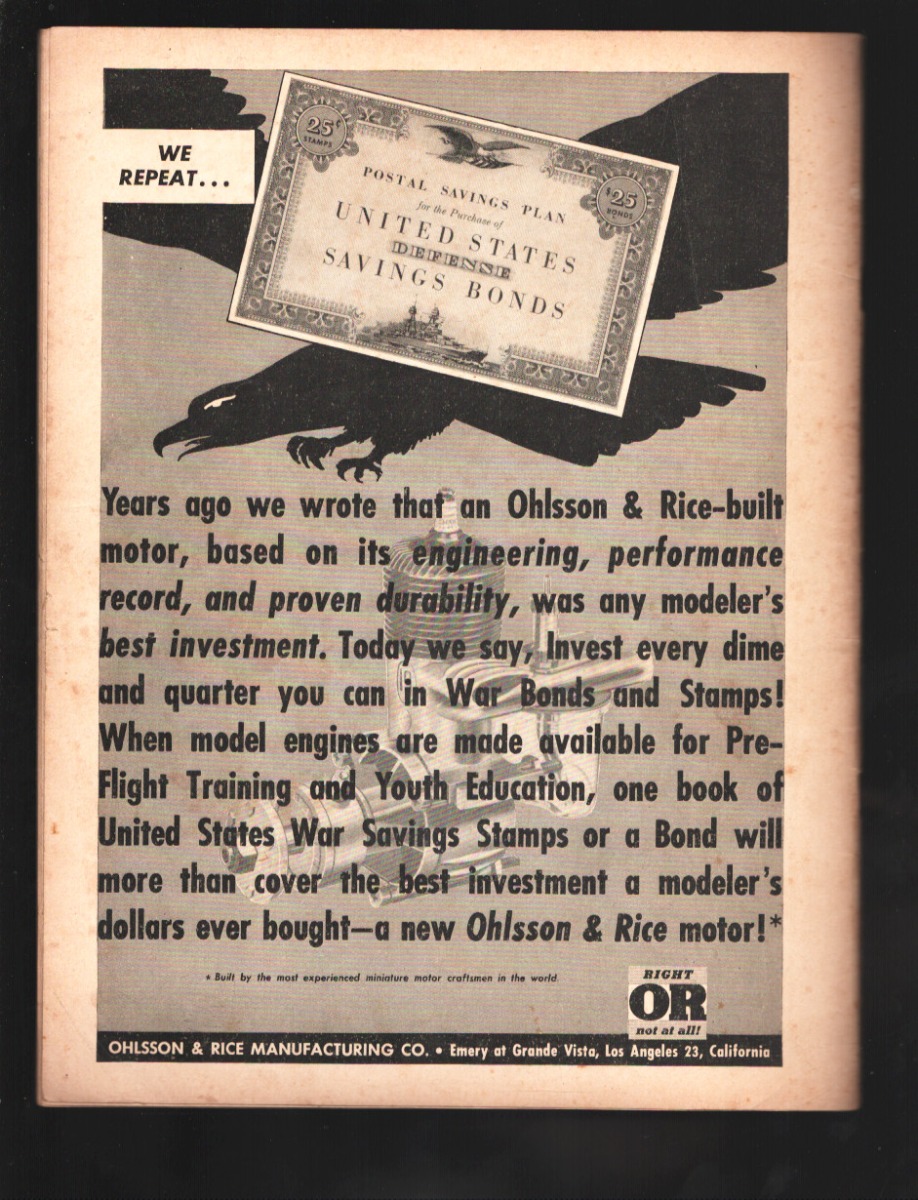 WE
REPEAT...
25¢
STAMPS
$25
BONDS
POSTAL SAVINGS PLAN
for the Purchase of
UNITED STATES
DEFENSE
SAVINGS BONDS
Years ago we wrote that an Ohlsson & Rice-built
motor, based on its engineering, performance
record, and proven durability, was any modeler's
best investment. Today we say, Invest every dime
and quarter you can in War Bonds and Stamps!
When model engines are made available for Pre-
Flight Training and Youth Education, one book of
United States War Savings Stamps or a Bond will
more than cover the best investment a modeler's
dollars ever bought—a new Ohlsson & Rice motor!*
* Built by the most experienced miniature motor craftsmen in the world.
RIGHT
OR
not at all!
OHLSSON & RICE MANUFACTURING CO. • Emery at Grande Vista, Los Angeles 23, California